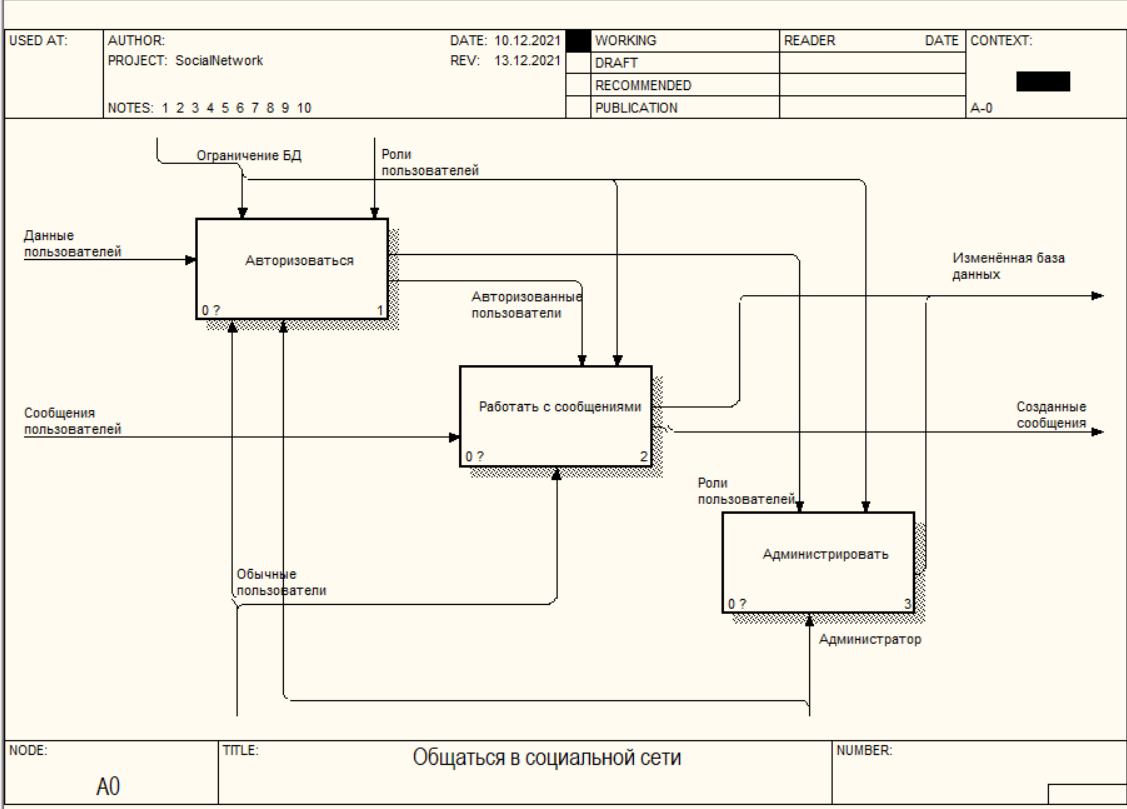 USED AT:
AUTHOR:
DATE: 10.12.2021
WORKING
READER
DATE
CONTEXT:
PROJECT: SocialNetwork
REV: 13.12.2021
DRAFT
RECOMMENDED
NOTES: 1 2 3 4 5 6 7 8 9 10
PUBLICATION
A-0
Ограничение БД
Роли
пользователей
Данные
пользователей
Авторизоваться
0 ?
1
Изменённая база
данных
Авторизованные
пользователи
Работать с сообщениями
0 ?
2
Сообщения
пользователей
Созданные
сообщения
Роли
пользователей
Администрировать
0 ?
3
Обычные
пользователи
Администратор
NODE:
A0
TITLE:
Общаться в социальной сети
NUMBER: